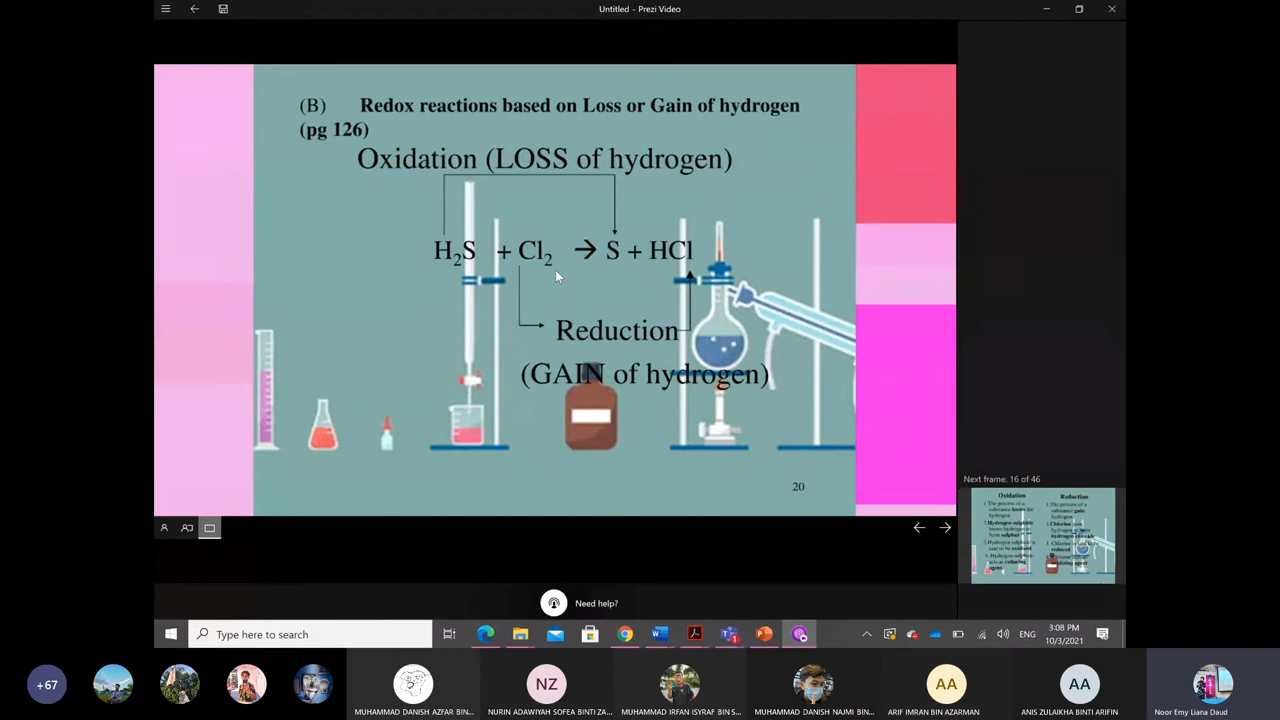 Untitled - Prezi Video
(B) Redox reactions based on Loss or Gain of hydrogen
(pg 126)
Oxidation (LOSS of hydrogen)
H₂S + Cl₂ → S + HCl
Reduction
(GAIN of hydrogen)
20
Next frame: 16 of 46
Oxidation
Reduction
Need help?
Type here to search
ENG
3:08 PM
10/3/2021
+67
NZ
AA
AA
MUHAMMAD DANISH AZFAR BIN...
NURIN ADAWIYAH SOFEA BINTI ZA...
MUHAMMAD IRFAN ISYRAF BIN S...
MUHAMMAD DANISH NAJMI BIN...
ARIF IMRAN BIN AZARMAN
ANIS ZULAIKHA BINTI ARIFIN
Noor Emy Liana Daud